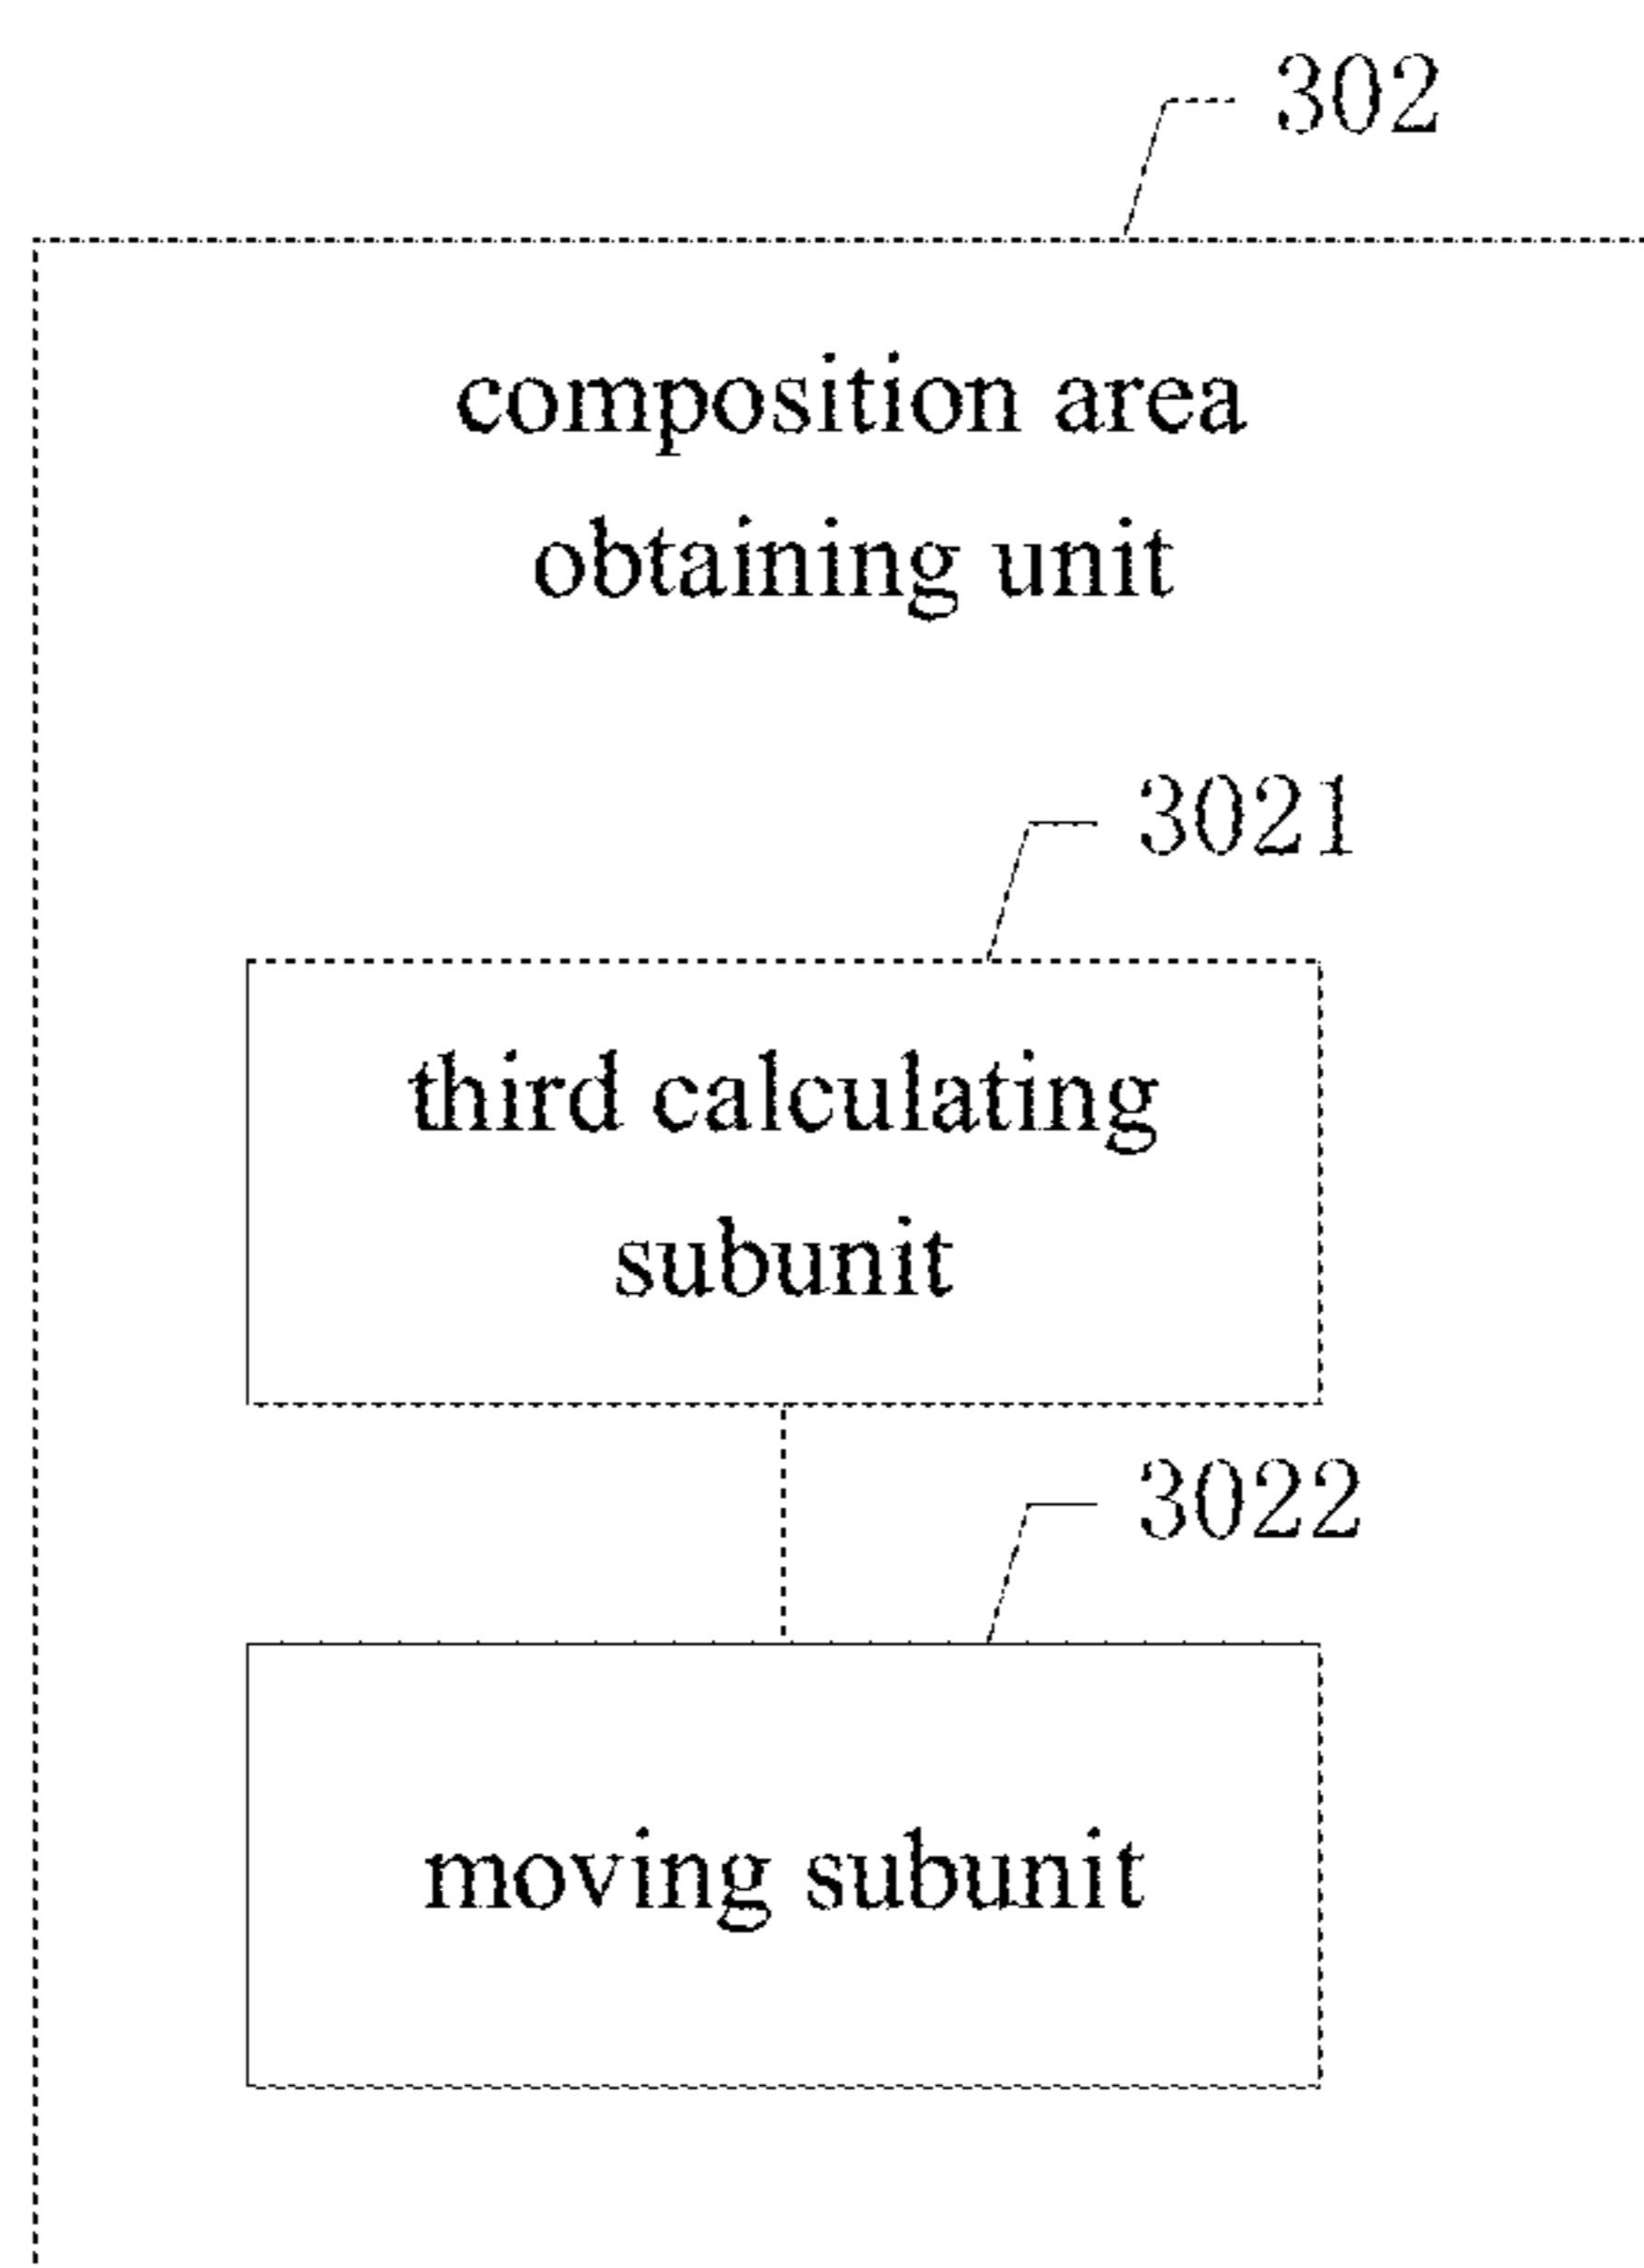 302
composition area
obtaining unit
3021
third calculating
subunit
3022
moving subunit